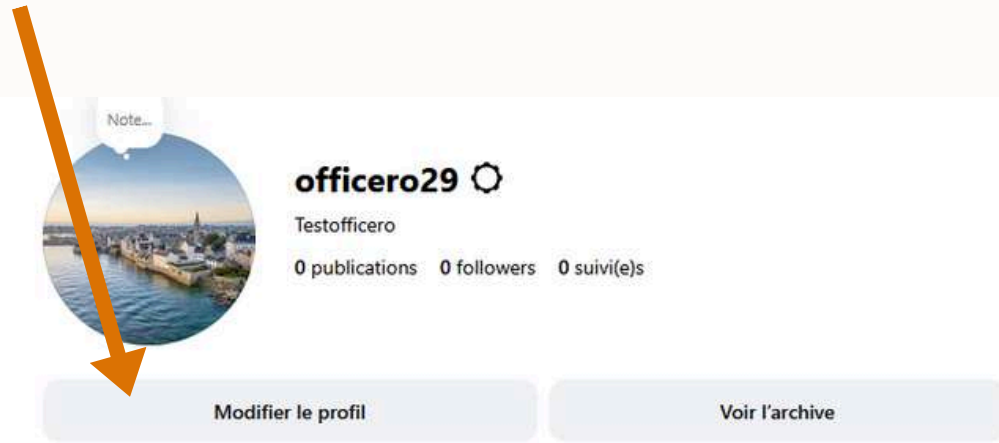 Note...
officero29
Testofficero
0 publications 0 followers 0 suivi(e)s
Modifier le profil
Voir l'archive